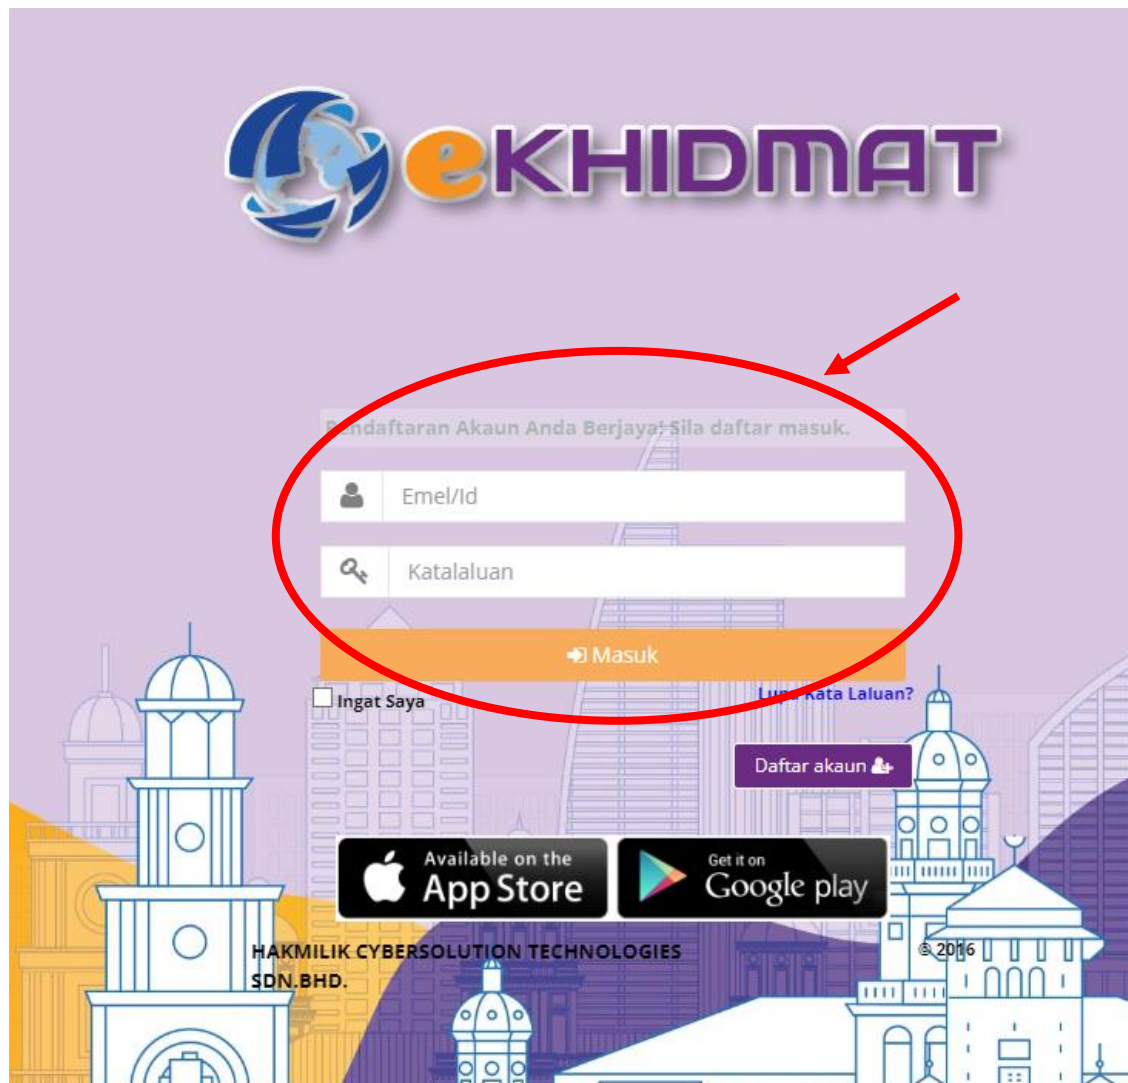 eKHIDMAT
Pendaftaran Akaun Anda Berjaya! Sila daftar masuk.
Emel/Id
Katalaluan
Masuk
Ingat Saya
Lupa Kata Laluan?
Daftar akaun
Available on the
App Store
Get it on
Google play
HAKMILIK CYBERSOLUTION TECHNOLOGIES
SDN.BHD.
© 2016